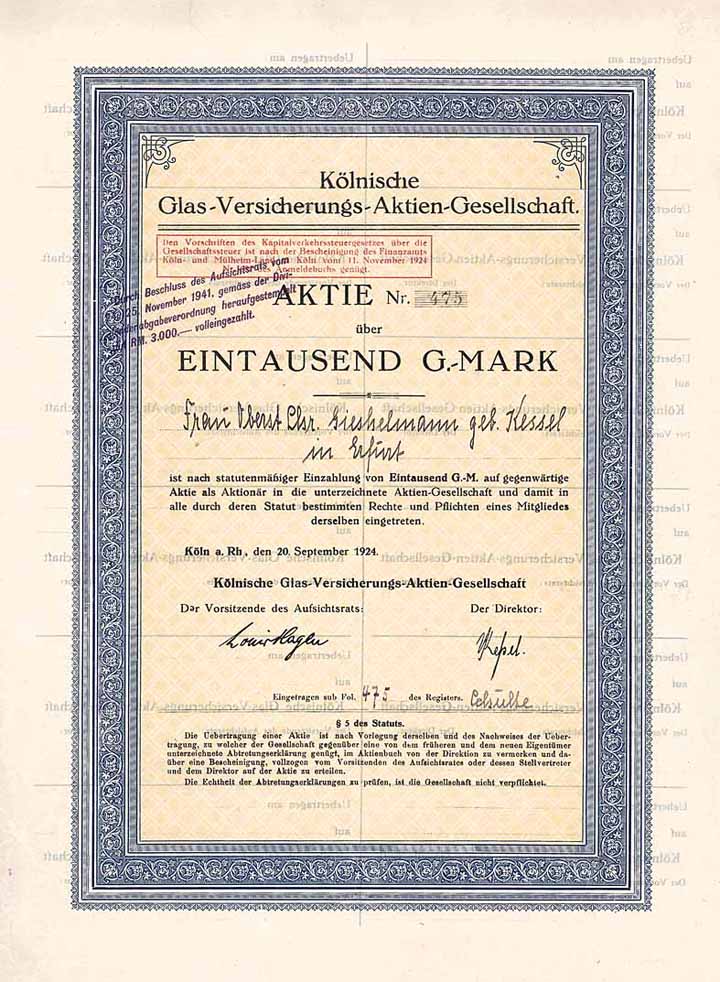 Kölnische
Glas-Versicherungs-Aktien-Gesellschaft.
Den Vorschriften des Kapitalverkehrssteuergesetzes über die
Gesellschaftssteuer ist nach der Bescheinigung des Finanzamts
Köln- und Mülheim-Land in Köln vom 11. November 1924
Anmeldebuchs genügt.
Durch Beschluss des Aufsichtsrats vom
25. November 1941, gemäss der Divi-
dendenabgabeverordnung heraufgestempelt
auf RM. 3.000.— volleingezahlt.
AKTIE Nr. 475
über
EINTAUSEND G.-MARK
Frau Oberst Chr. geb. Kessel
in Erfurt
ist nach statutenmäßiger Einzahlung von Eintausend G.-M. auf gegenwärtige
Aktie als Aktionär in die unterzeichnete Aktien-Gesellschaft und damit in
alle durch deren Statut bestimmten Rechte und Pflichten eines Mitgliedes
derselben eingetreten.
Köln a. Rh., den 20. September 1924.
Kölnische Glas-Versicherungs-Aktien-Gesellschaft
Der Vorsitzende des Aufsichtsrats: Der Direktor:
Louis Hagen
Eingetragen sub Fol. 475 des Registers.
§ 5 des Statuts.
Die Uebertragung einer Aktie ist nach Vorlegung derselben und des Nachweises der Ueber-
tragung, zu welcher der Gesellschaft gegenüber eine von dem früheren und dem neuen Eigentümer
unterzeichnete Abtretungserklärung genügt, im Aktienbuch von der Direktion zu vermerken und da-
über eine Bescheinigung, vollzogen vom Vorsitzenden des Aufsichtsrates oder dessen Stellvertreter
und dem Direktor auf der Aktie zu erteilen.
Die Echtheit der Abtretungserklärungen zu prüfen, ist die Gesellschaft nicht verpflichtet.